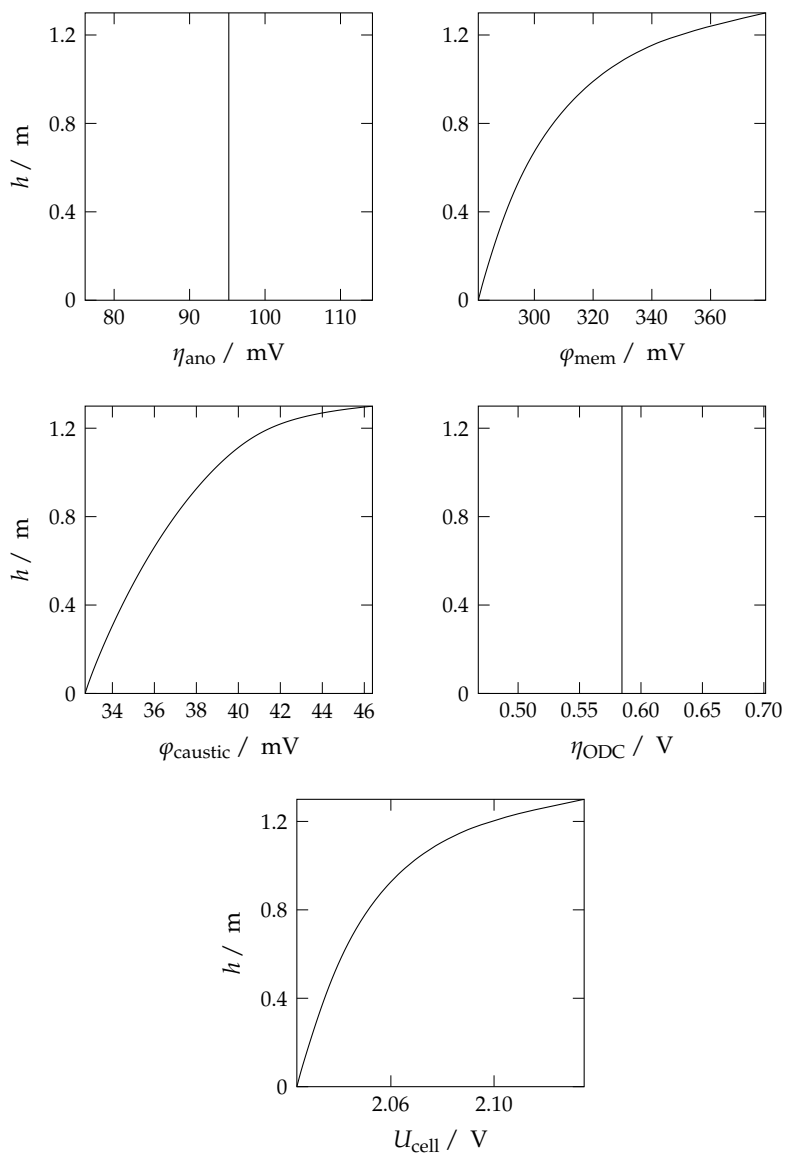 1.2
0.8
0.4
0
80 90 100 110
h / m
η_ano / mV
1.2
0.8
0.4
0
300 320 340 360
φ_mem / mV
1.2
0.8
0.4
0
34 36 38 40 42 44 46
h / m
φ_caustic / mV
1.2
0.8
0.4
0
0.50 0.55 0.60 0.65 0.70
η_ODC / V
1.2
0.8
0.4
0
2.06 2.10
h / m
U_cell / V